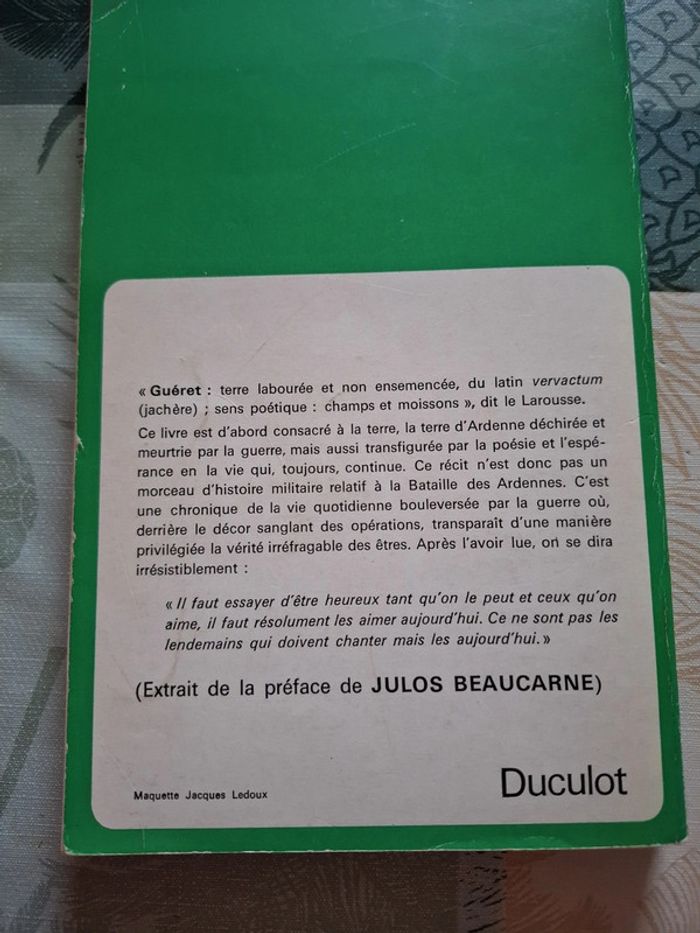 « Guéret : terre labourée et non ensemencée, du latin vervactum
(jachère) ; sens poétique : champs et moissons », dit le Larousse.
Ce livre est d'abord consacré à la terre, la terre d'Ardenne déchirée et
meurtrie par la guerre, mais aussi transfigurée par la poésie et l'espé-
rance en la vie qui, toujours, continue. Ce récit n'est donc pas un
morceau d'histoire militaire relatif à la Bataille des Ardennes. C'est
une chronique de la vie quotidienne bouleversée par la guerre où,
derrière le décor sanglant des opérations, transparaît d'une manière
privilégiée la vérité irréfragable des êtres. Après l'avoir lue, on se dira
irrésistiblement :
« Il faut essayer d'être heureux tant qu'on le peut et ceux qu'on
aime, il faut résolument les aimer aujourd'hui. Ce ne sont pas les
lendemains qui doivent chanter mais les aujourd'hui. »
(Extrait de la préface de JULOS BEAUCARNE)
Maquette Jacques Ledoux
Duculot